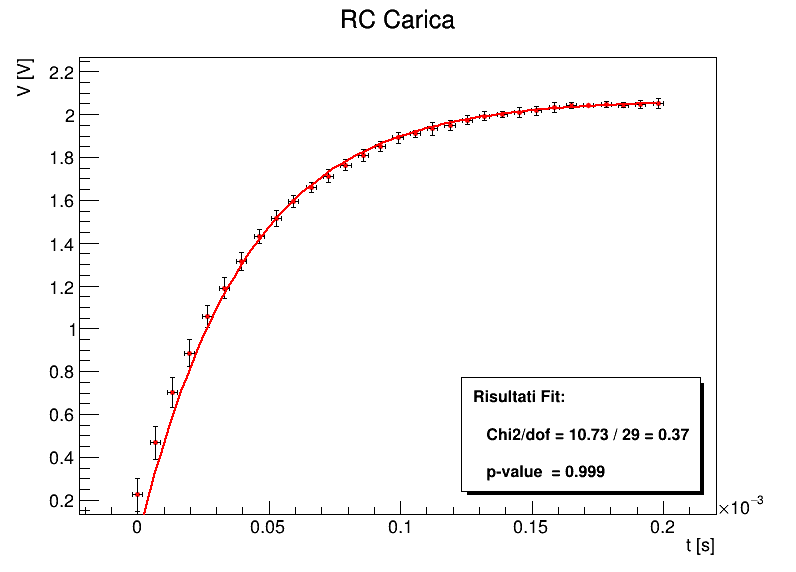 RC Carica
V [V]
2.2
2
1.8
1.6
1.4
1.2
1
0.8
0.6
0.4
0.2
Risultati Fit:
Chi2/dof = 10.73 / 29 = 0.37
p-value = 0.999
0 0.05 0.1 0.15 0.2
×10⁻³
t [s]